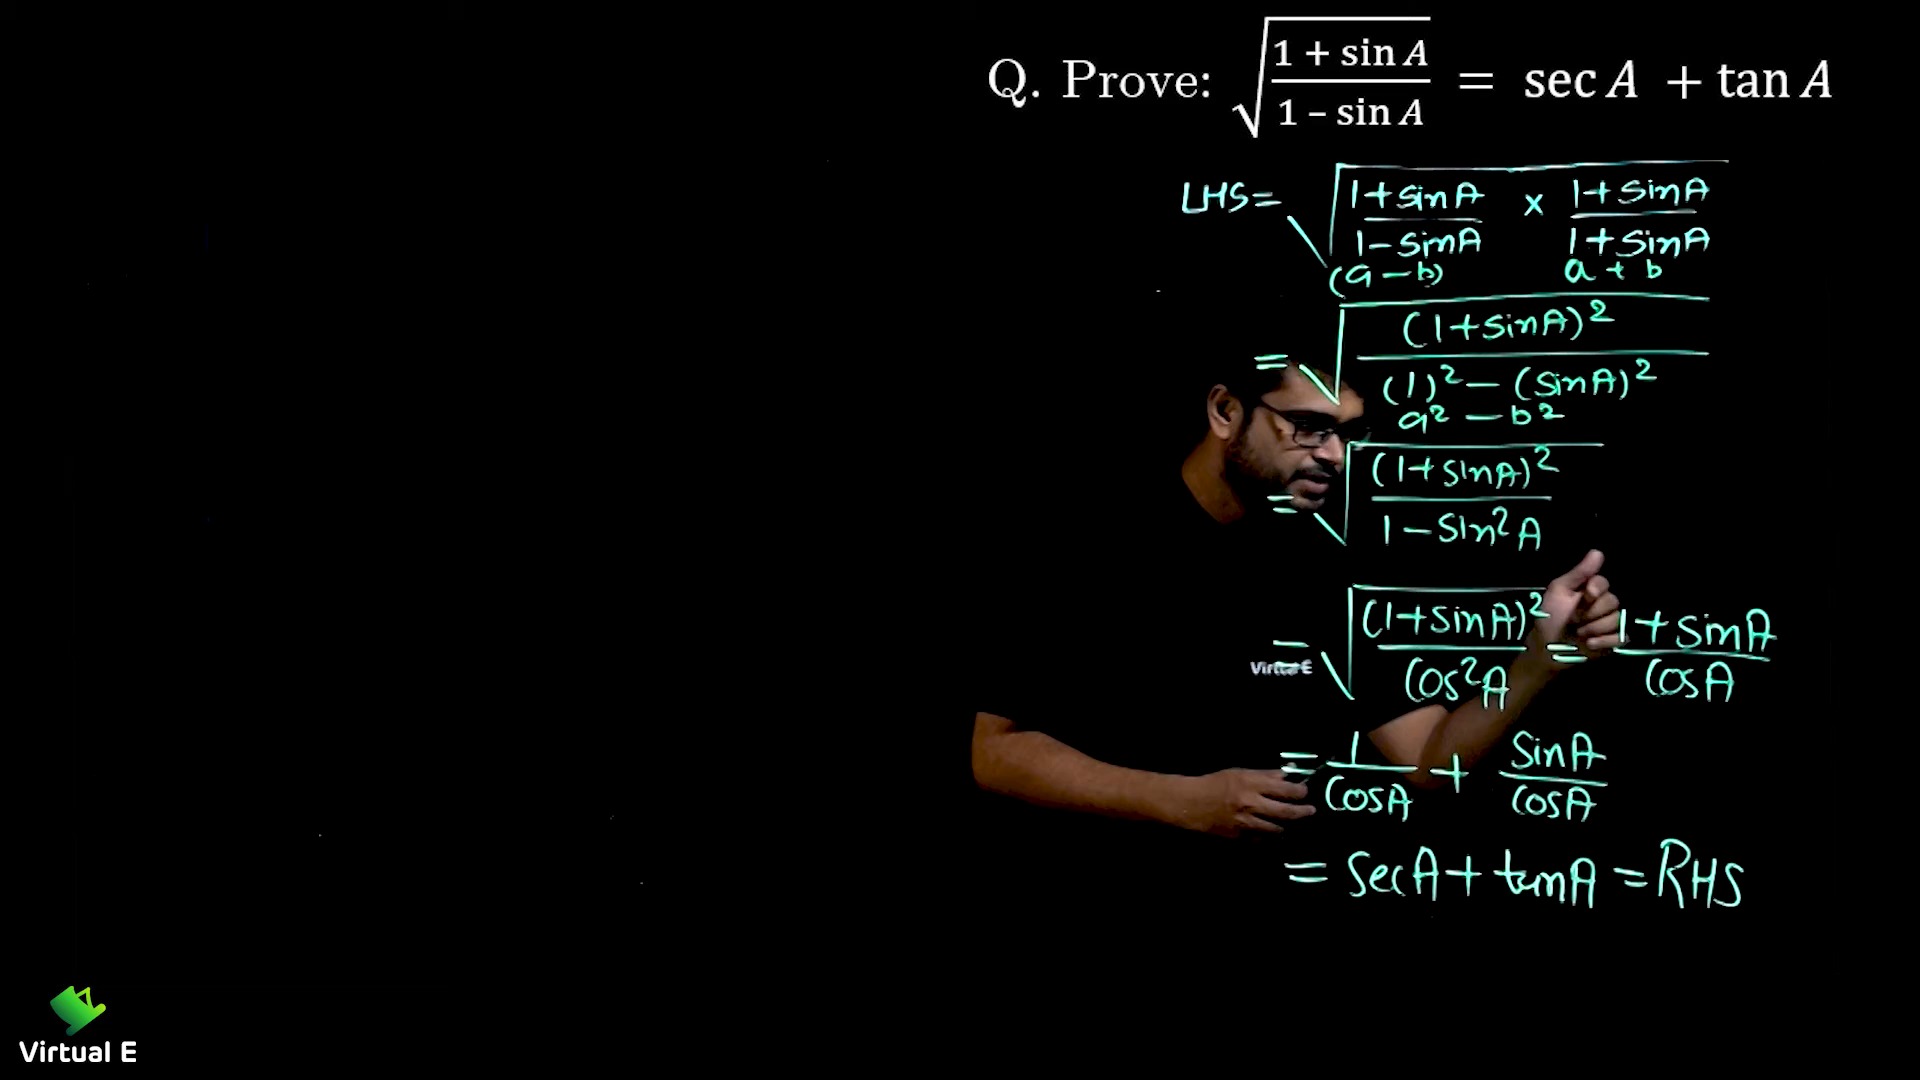 Q. Prove: √((1 + sin A)/(1 – sin A)) = sec A + tan A
LHS = √((1+sinA)/(1-sinA) × (1+sinA)/(1+sinA))
(a-b) a+b
= √((1+sinA)²/((1)²-(sinA)²))
a²-b²
= √((1+sinA)²/(1-sin²A))
= √((1+sinA)²/Cos²A) = (1+sinA)/CosA
Virtual E
= 1/CosA + SinA/CosA
= SecA + tanA = RHS
Virtual E